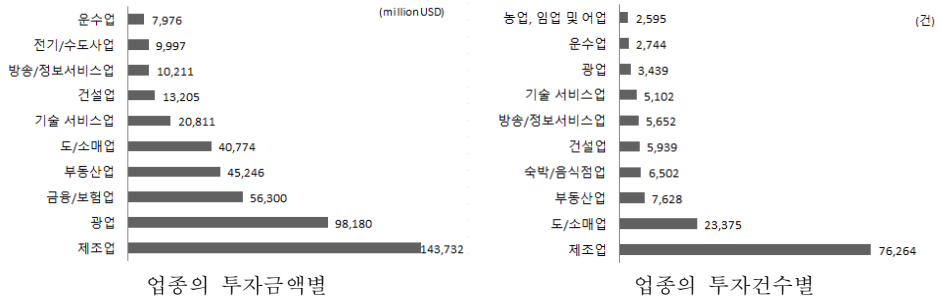 (million USD)
운수업 7,976
전기/수도사업 9,997
방송/정보서비스업 10,211
건설업 13,205
기술 서비스업 20,811
도/소매업 40,774
부동산업 45,246
금융/보험업 56,300
광업 98,180
제조업 143,732
업종의 투자금액별
(건)
농업, 임업 및 어업 2,595
운수업 2,744
광업 3,439
기술 서비스업 5,102
방송/정보서비스업 5,652
건설업 5,939
숙박/음식점업 6,502
부동산업 7,628
도/소매업 23,375
제조업 76,264
업종의 투자건수별